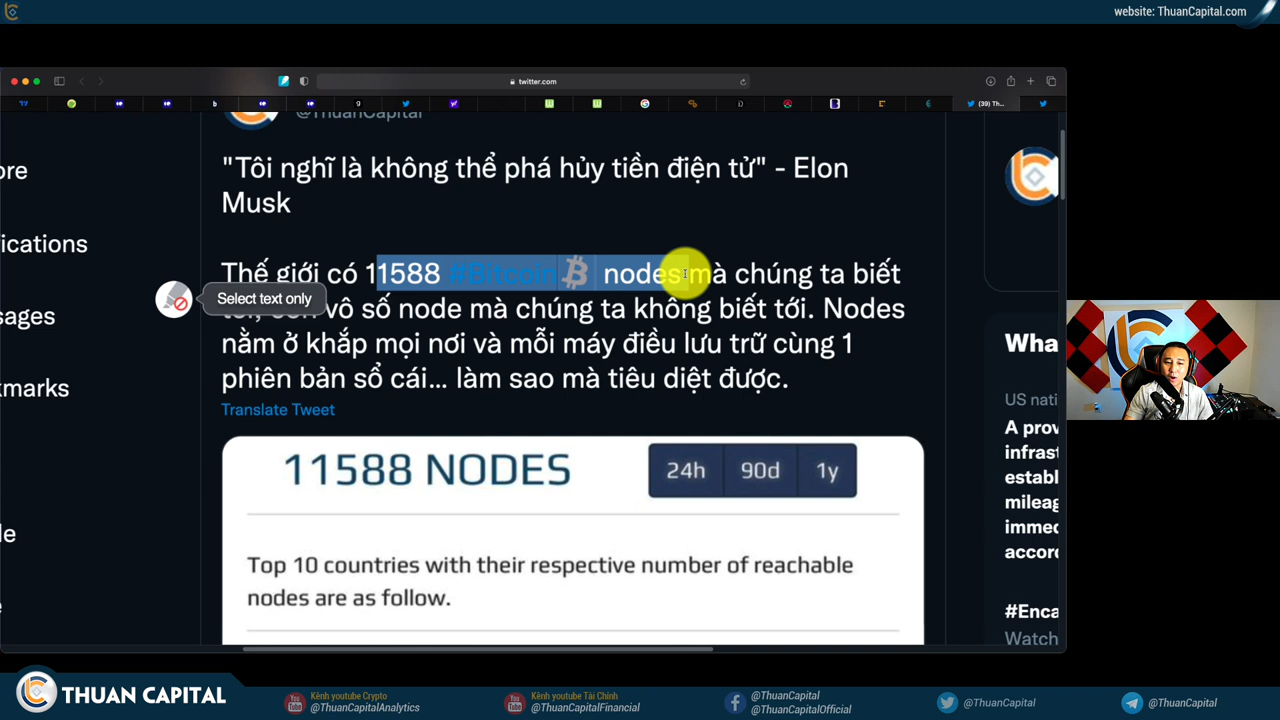 website: ThuanCapital.com
twitter.com
(39) Th...
@ThuanCapital
"Tôi nghĩ là không thể phá hủy tiền điện tử" - Elon
Musk
Thế giới có 11588 #Bitcoin nodes mà chúng ta biết
vô số node mà chúng ta không biết tới. Nodes
nằm ở khắp mọi nơi và mỗi máy điều lưu trữ cùng 1
phiên bản sổ cái... làm sao mà tiêu diệt được.
Translate Tweet
Select text only
ore
ications
sages
kmarks
le
11588 NODES
24h
90d
1y
Top 10 countries with their respective number of reachable
nodes are as follow.
Wha
US nati
A prov
infrast
establ
mileag
immed
accord
#Enca
Watch
THUAN CAPITAL
Kênh youtube Crypto
@ThuanCapitalAnalytics
Kênh youtube Tài Chính
@ThuanCapitalFinancial
@ThuanCapital
@ThuanCapitalOfficial
@ThuanCapital
@ThuanCapital